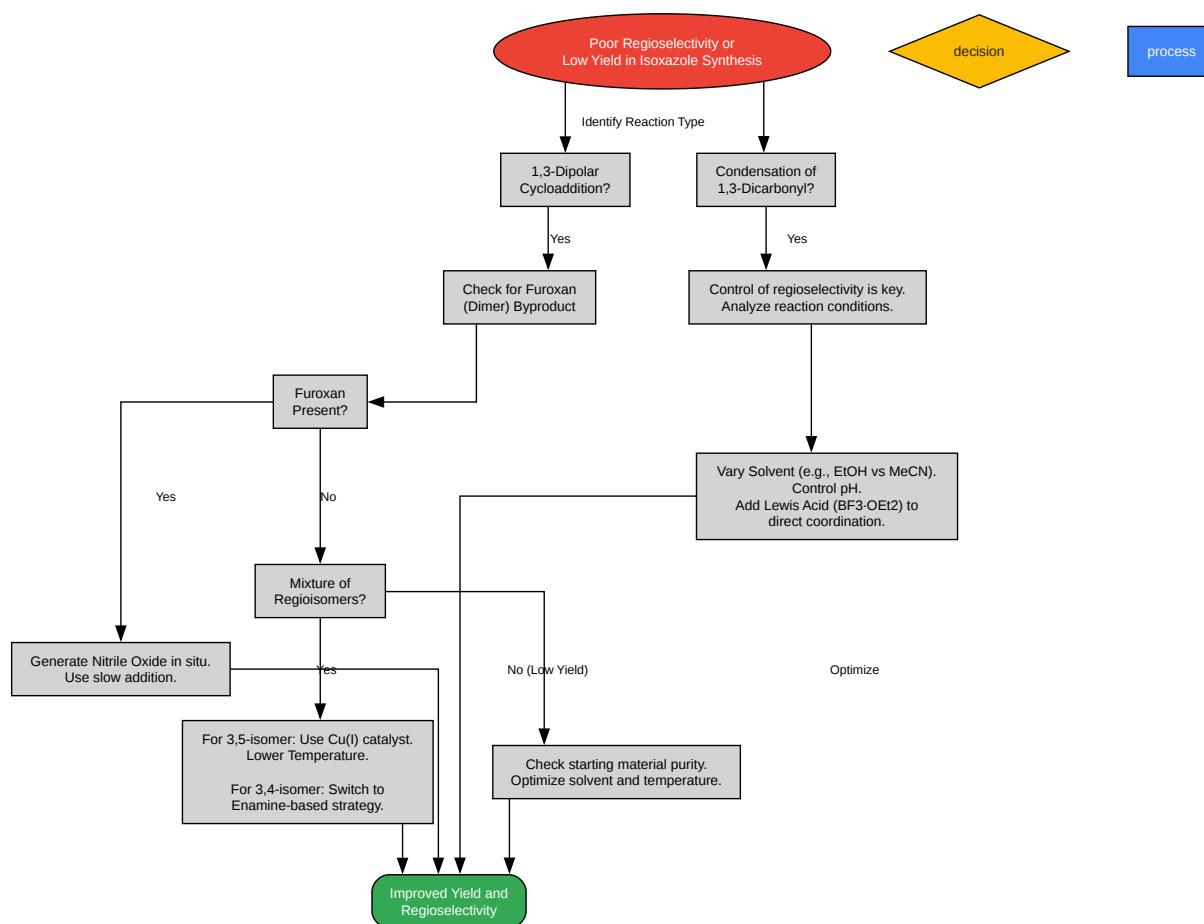 Poor Regioselectivity or
Low Yield in Isoxazole Synthesis
decision
process
Identify Reaction Type
1,3-Dipolar
Cycloaddition?
Condensation of
1,3-Dicarbonyl?
Yes
Yes
Check for Furoxan
(Dimer) Byproduct
Control of regioselectivity is key.
Analyze reaction conditions.
Furoxan
Present?
Vary Solvent (e.g., EtOH vs MeCN).
Control pH.
Add Lewis Acid (BF3·OEt2) to
direct coordination.
Yes
No
Mixture of
Regioisomers?
Generate Nitrile Oxide in situ.
Use slow addition.
Yes
No (Low Yield)
Optimize
For 3,5-isomer: Use Cu(I) catalyst.
Lower Temperature.
For 3,4-isomer: Switch to
Enamine-based strategy.
Check starting material purity.
Optimize solvent and temperature.
Improved Yield and
Regioselectivity